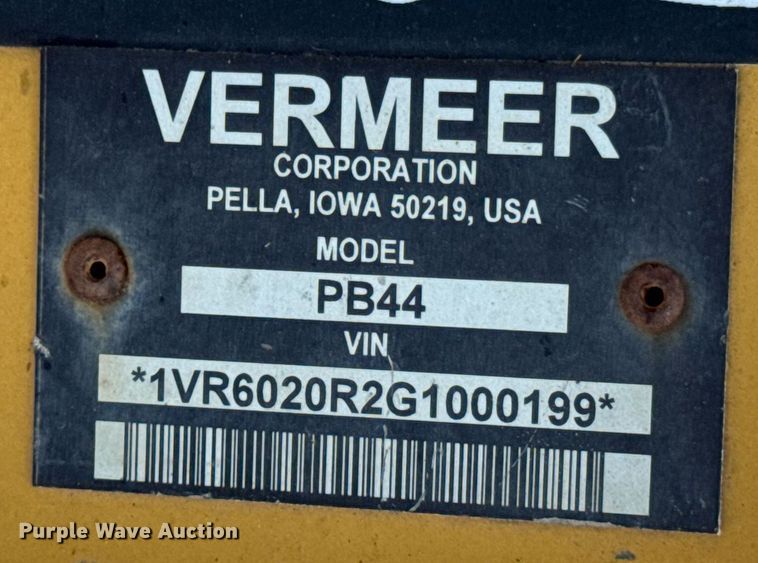 VERMEER
CORPORATION
PELLA, IOWA 50219, USA
MODEL
PB44
VIN
*1VR6020R2G1000199*
Purple Wave Auction